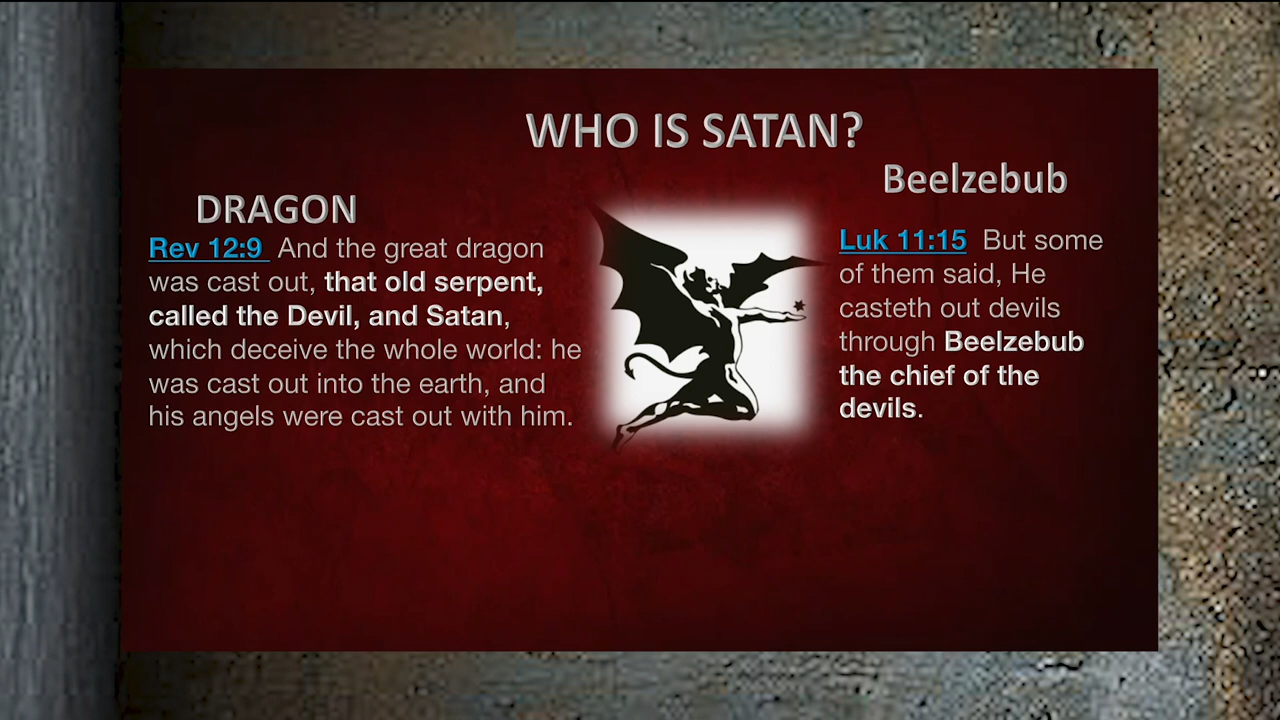 WHO IS SATAN?
DRAGON
Rev 12:9 And the great dragon
was cast out, that old serpent,
called the Devil, and Satan,
which deceive the whole world: he
was cast out into the earth, and
his angels were cast out with him.
Beelzebub
Luk 11:15 But some
of them said, He
casteth out devils
through Beelzebub
the chief of the
devils.